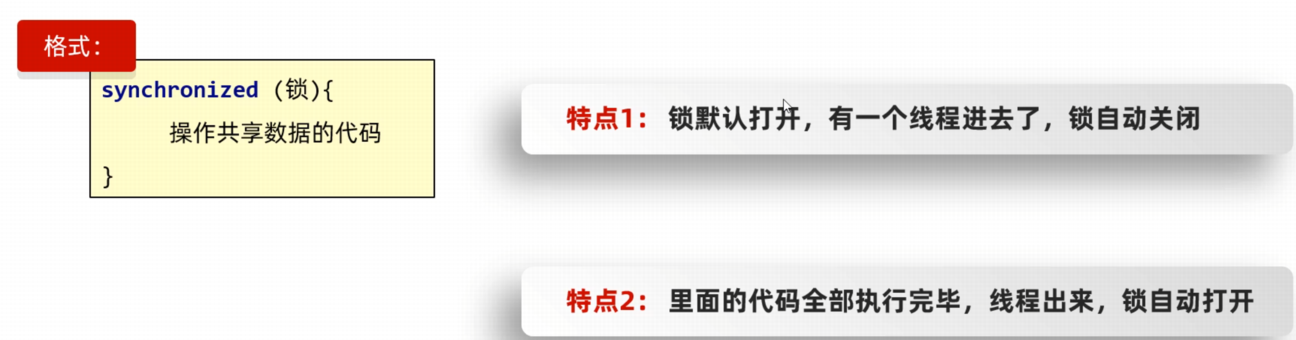 格式：
synchronized（锁）{
操作共享数据的代码
}
特点1： 锁默认打开，有一个线程进去了，锁自动关闭
特点2： 里面的代码全部执行完毕，线程出来，锁自动打开